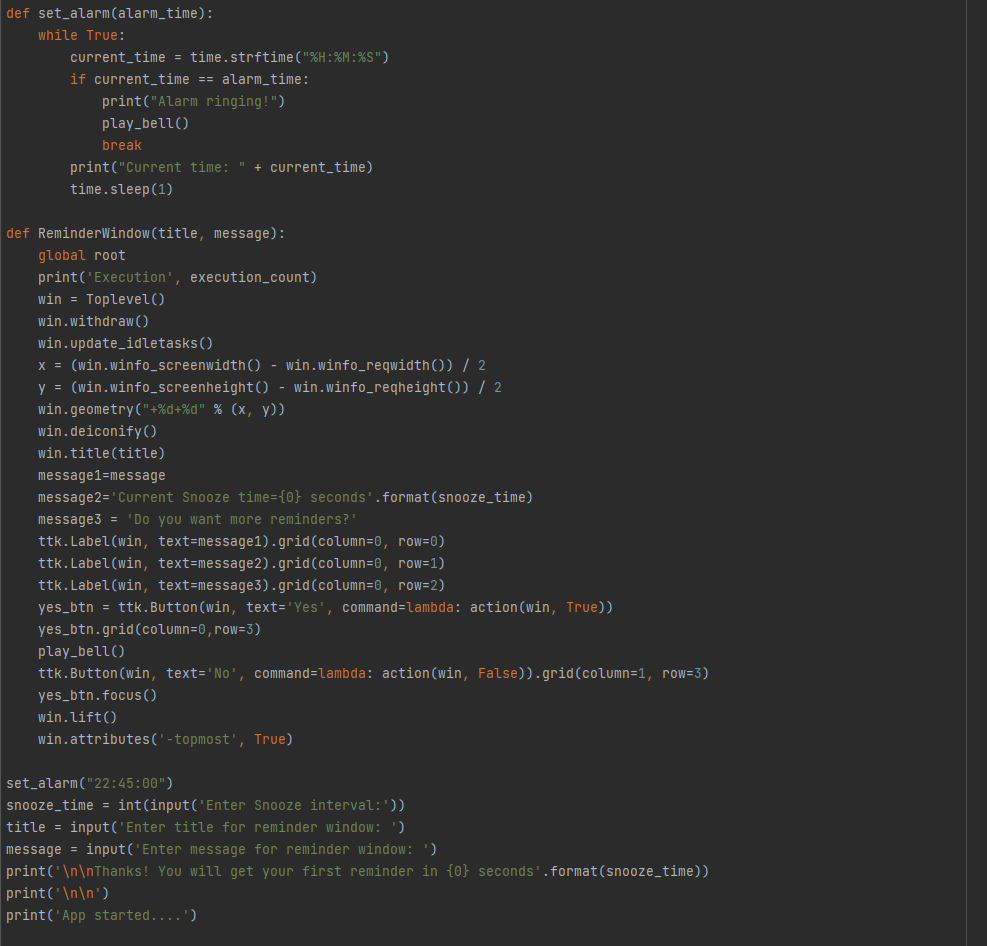 def set_alarm(alarm_time):
    while True:
        current_time = time.strftime("%H:%M:%S")
        if current_time == alarm_time:
            print("Alarm ringing!")
            play_bell()
            break
        print("Current time: " + current_time)
        time.sleep(1)

def ReminderWindow(title, message):
    global root
    print('Execution', execution_count)
    win = Toplevel()
    win.withdraw()
    win.update_idletasks()
    x = (win.winfo_screenwidth() - win.winfo_reqwidth()) / 2
    y = (win.winfo_screenheight() - win.winfo_reqheight()) / 2
    win.geometry("+%d+%d" % (x, y))
    win.deiconify()
    win.title(title)
    message1=message
    message2='Current Snooze time={0} seconds'.format(snooze_time)
    message3 = 'Do you want more reminders?'
    ttk.Label(win, text=message1).grid(column=0, row=0)
    ttk.Label(win, text=message2).grid(column=0, row=1)
    ttk.Label(win, text=message3).grid(column=0, row=2)
    yes_btn = ttk.Button(win, text='Yes', command=lambda: action(win, True))
    yes_btn.grid(column=0,row=3)
    play_bell()
    ttk.Button(win, text='No', command=lambda: action(win, False)).grid(column=1, row=3)
    yes_btn.focus()
    win.lift()
    win.attributes('-topmost', True)

set_alarm("22:45:00")
snooze_time = int(input('Enter Snooze interval:'))
title = input('Enter title for reminder window: ')
message = input('Enter message for reminder window: ')
print('\n\nThanks! You will get your first reminder in {0} seconds'.format(snooze_time))
print('\n\n')
print('App started....')